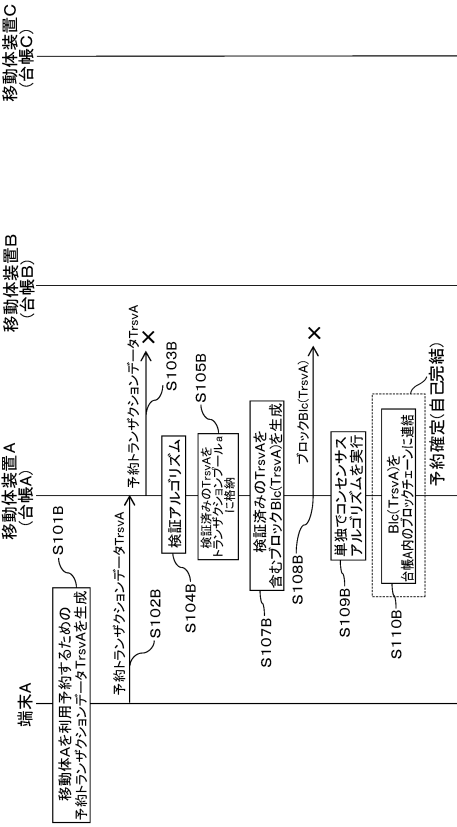 端末A
移動体装置A
(台帳A)
移動体装置B
(台帳B)
移動体装置C
(台帳C)
S101B
移動体Aを利用予約するための
予約トランザクションデータTrsvAを生成
予約トランザクションデータTrsvA
S102B
予約トランザクションデータTrsvA
×
S103B
検証アルゴリズム
S104B
S105B
検証済みのTrsvAを
トランザクションプールa
に格納
検証済みのTrsvAを
含むブロックBlc(TrsvA)を生成
S107B
ブロックBlc(TrsvA)
×
S108B
単独でコンセンサス
アルゴリズムを実行
S109B
Blc(TrsvA)を
台帳A内のブロックチェーンに連結
S110B
予約確定(自己完結)